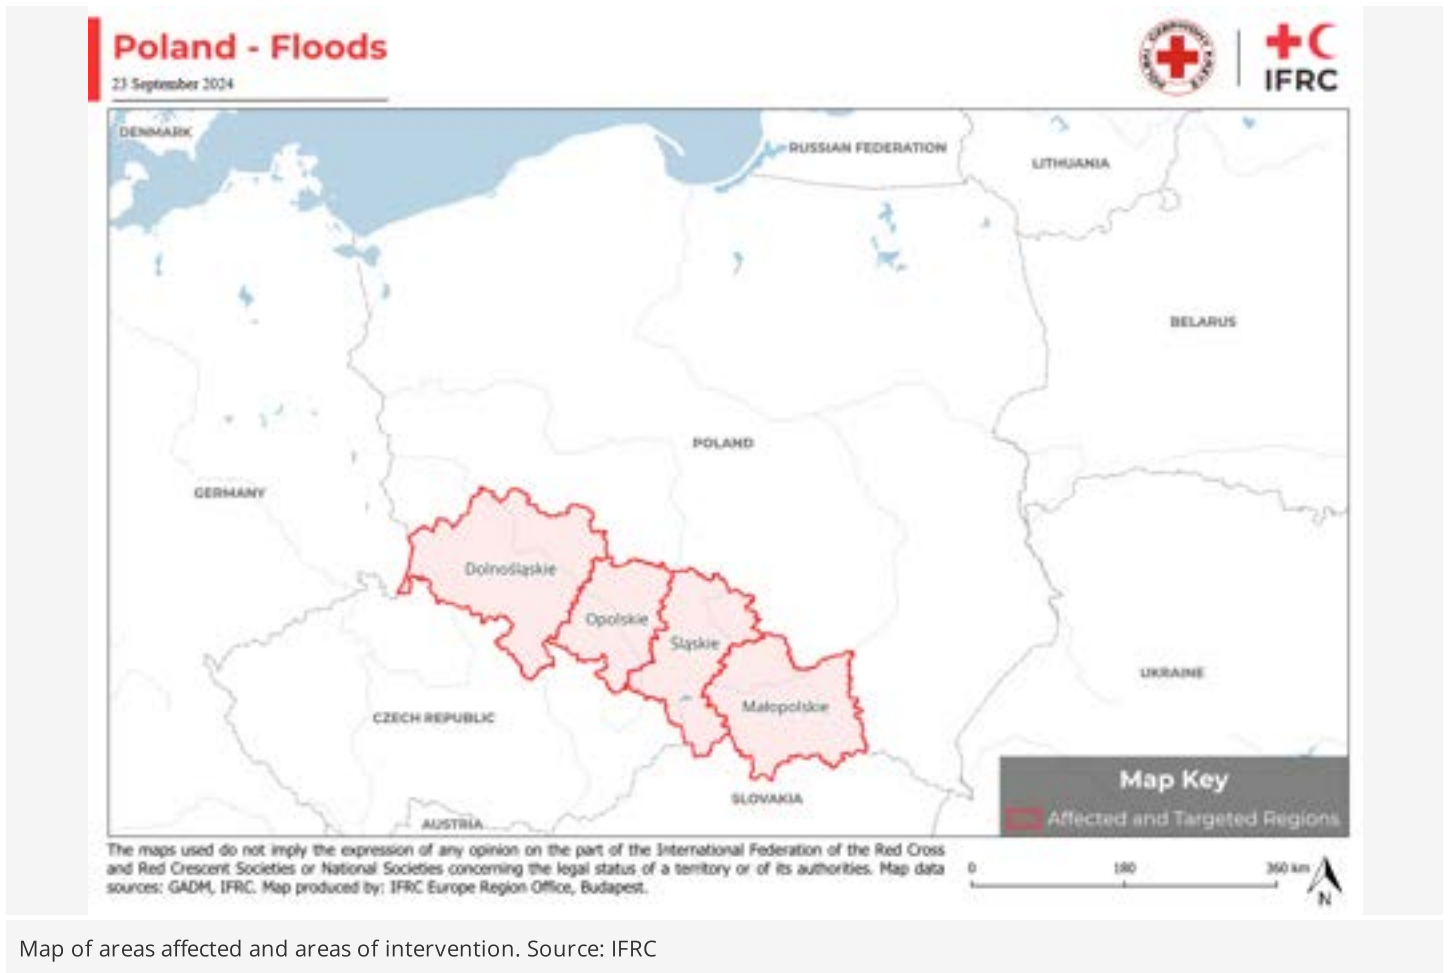 Poland - Floods
23 September 2024
POLSKI CZERWONY KRZYŻ
IFRC
DENMARK
RUSSIAN FEDERATION
LITHUANIA
BELARUS
POLAND
GERMANY
Dolnośląskie
Opolskie
Śląskie
UKRAINE
Małopolskie
CZECH REPUBLIC
SLOVAKIA
AUSTRIA
Map Key
Affected and Targeted Regions
The maps used do not imply the expression of any opinion on the part of the International Federation of the Red Cross
and Red Crescent Societies or National Societies concerning the legal status of a territory or of its authorities. Map data
sources: GADM, IFRC. Map produced by: IFRC Europe Region Office, Budapest.
0 180 360 km
N
Map of areas affected and areas of intervention. Source: IFRC